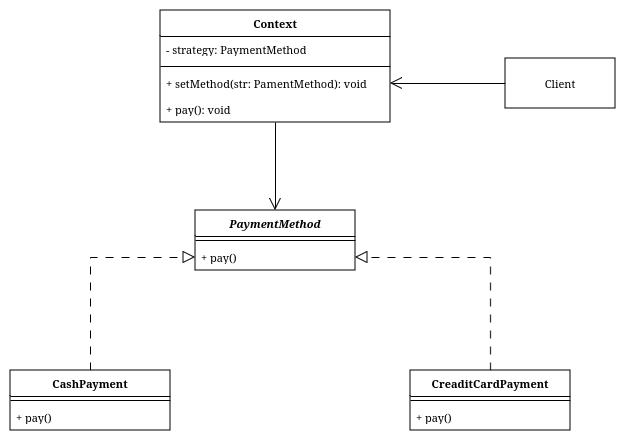 Context
- strategy: PaymentMethod
+ setMethod(str: PamentMethod): void
+ pay(): void
Client
PaymentMethod
+ pay()
CashPayment
+ pay()
CreaditCardPayment
+ pay()